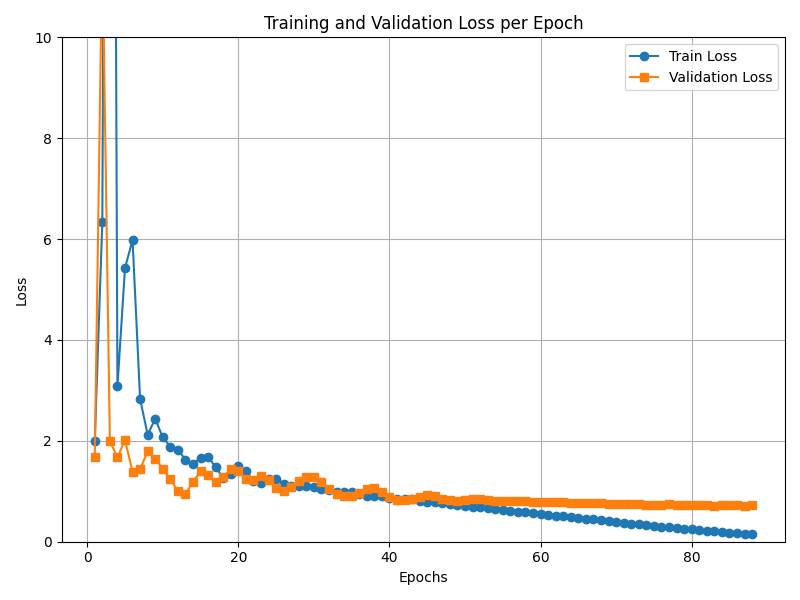 Training and Validation Loss per Epoch
Train Loss
Validation Loss
10
8
6
4
2
0
Loss
0 20 40 60 80
Epochs